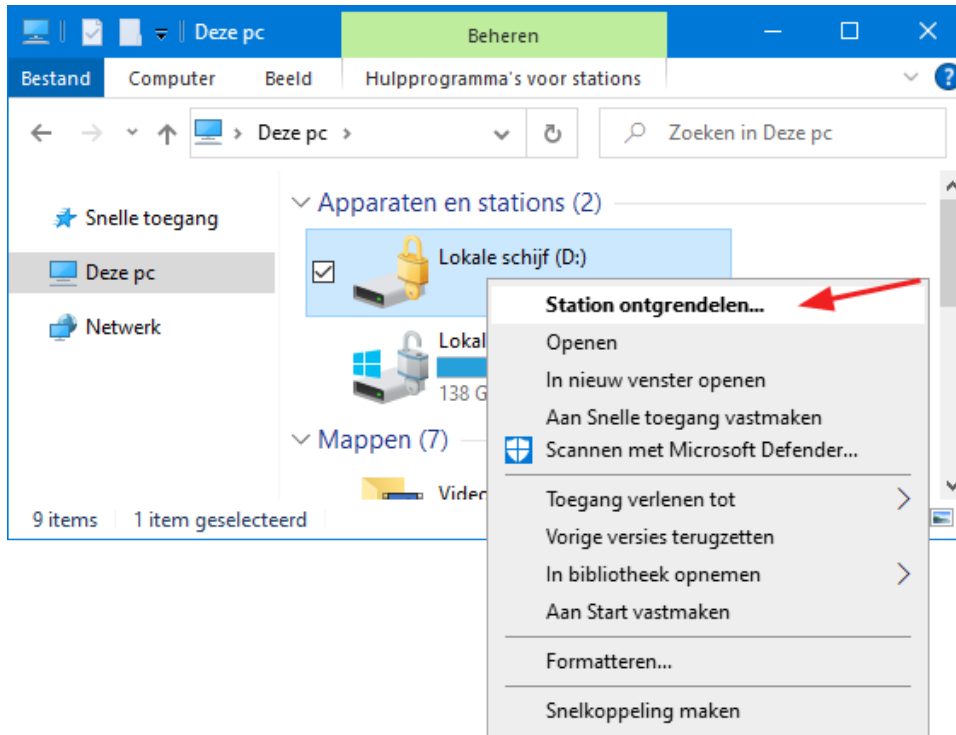 Deze pc
Beheren
Bestand Computer Beeld Hulpprogramma's voor stations
Deze pc
Zoeken in Deze pc
Snelle toegang
Deze pc
Netwerk
Apparaten en stations (2)
Lokale schijf (D:)
Lokal
138 G
Mappen (7)
Video
9 items 1 item geselecteerd
Station ontgrendelen...
Openen
In nieuw venster openen
Aan Snelle toegang vastmaken
Scannen met Microsoft Defender...
Toegang verlenen tot
Vorige versies terugzetten
In bibliotheek opnemen
Aan Start vastmaken
Formatteren...
Snelkoppeling maken